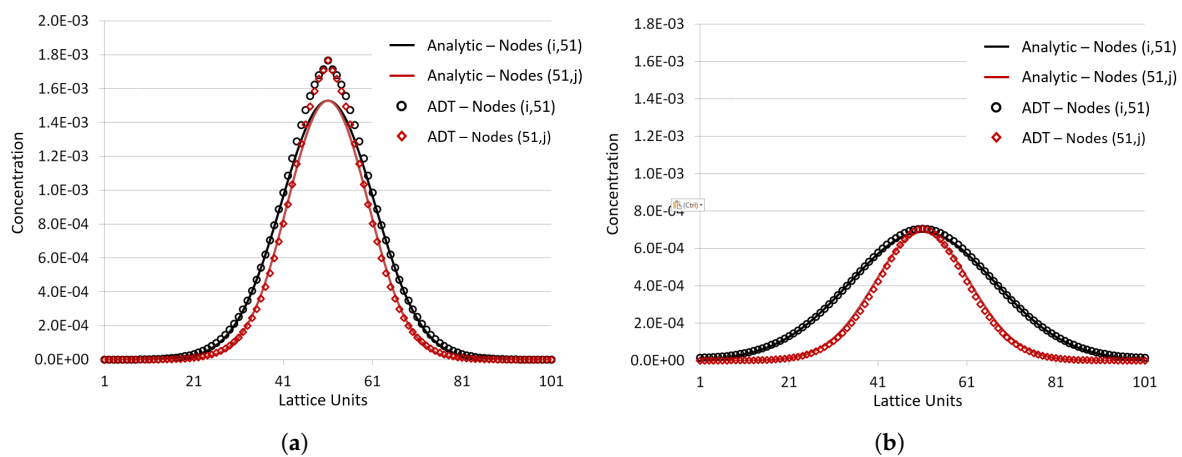 2.0E-03
1.8E-03
1.6E-03
1.4E-03
1.2E-03
1.0E-03
8.0E-04
6.0E-04
4.0E-04
2.0E-04
0.0E+00
Concentration
1 21 41 61 81 101
Lattice Units
Analytic – Nodes (i,51)
Analytic – Nodes (51,j)
ADT – Nodes (i,51)
ADT – Nodes (51,j)
(a)
1.8E-03
1.6E-03
1.4E-03
1.2E-03
1.0E-03
8.0E-04
(Ctrl)
6.0E-04
4.0E-04
2.0E-04
0.0E+00
Concentration
1 21 41 61 81 101
Lattice Units
Analytic – Nodes (i,51)
Analytic – Nodes (51,j)
ADT – Nodes (i,51)
ADT – Nodes (51,j)
(b)